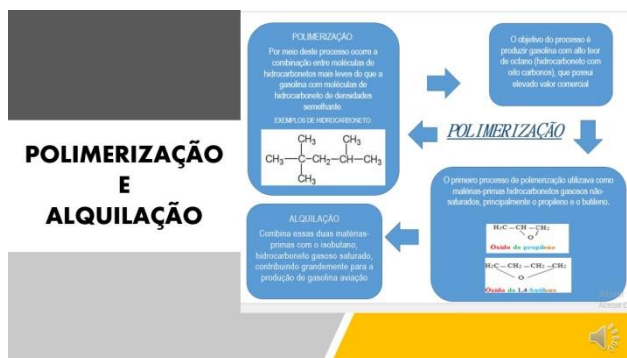 POLIMERIZAÇÃO
E
ALQUILAÇÃO
POLIMERIZAÇÃO:
Por meio deste processo ocorre a
combinação entre moléculas de
hidrocarbonetos mais leves do que a
gasolina com moléculas de
hidrocarboneto de densidades
semelhante.
EXEMPLOS DE HIDROCARBONETO:
CH₃ CH₃
CH₃—C—CH₂—CH—CH₃
CH₃
O objetivo do processo é
produzir gasolina com alto teor
de octano (hidrocarboneto com
oito carbonos), que possui
elevado valor comercial
POLIMERIZAÇÃO
O primeiro processo de polimerização utilizava como
matérias-primas hidrocarbonetos gasosos não-
saturados, principalmente o propileno e o butileno.
H₃C—CH—CH₂
O
Óxido de propileno
H₂C—CH₂—CH₂—CH₂
O
Óxido de 1,4-butileno
ALQUILAÇÃO
Combina essas duas matérias-
primas com o isobutano,
hidrocarboneto gasoso saturado,
contribuindo grandemente para a
produção de gasolina aviação